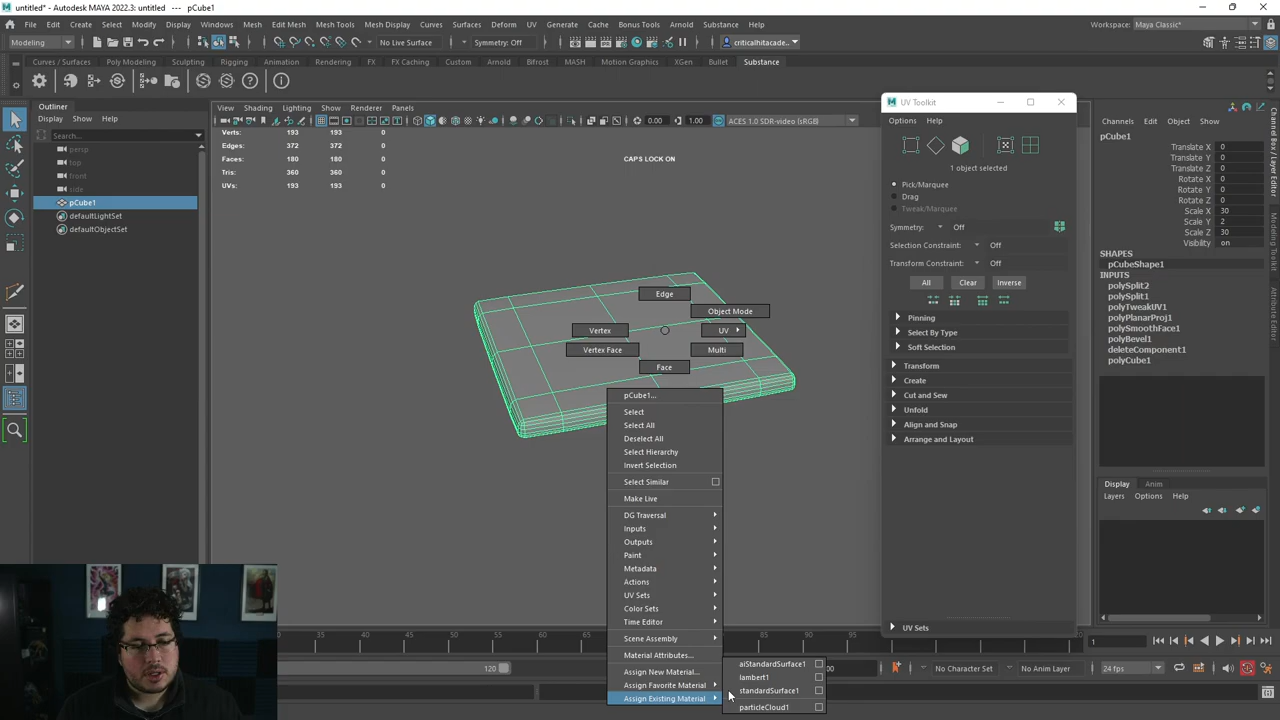 untitled* - Autodesk MAYA 2022.3: untitled --- pCube1
File Edit Create Select Modify Display Windows Mesh Edit Mesh Mesh Tools Mesh Display Curves Surfaces Deform UV Generate Cache Bonus Tools Arnold Substance Help
Workspace: Maya Classic*
Modeling
No Live Surface
Symmetry: Off
criticalhitacade...
Curves / Surfaces Poly Modeling Sculpting Rigging Animation Rendering FX FX Caching Custom Arnold Bifrost MASH Motion Graphics XGen Bullet Substance
Outliner
Display Show Help
Search...
persp
top
front
side
pCube1
defaultLightSet
defaultObjectSet
View Shading Lighting Show Renderer Panels
0.00 1.00 ACES 1.0 SDR-video (sRGB)
Verts: 193 193 0
Edges: 372 372 0
Faces: 180 180 0
Tris: 360 360 0
UVs: 193 193 0
CAPS LOCK ON
Edge
Object Mode
Vertex
UV
Vertex Face
Multi
Face
pCube1...
Select
Select All
Deselect All
Select Hierarchy
Invert Selection
Select Similar
Make Live
DG Traversal
Inputs
Outputs
Paint
Metadata
Actions
UV Sets
Color Sets
Time Editor
Scene Assembly
Material Attributes...
Assign New Material...
Assign Favorite Material
Assign Existing Material
aiStandardSurface1
lambert1
standardSurface1
particleCloud1
UV Toolkit
Options Help
1 object selected
Pick/Marquee
Drag
Tweak/Marquee
Symmetry: Off
Selection Constraint: Off
Transform Constraint: Off
All Clear Inverse
Pinning
Select By Type
Soft Selection
Transform
Create
Cut and Sew
Unfold
Align and Snap
Arrange and Layout
UV Sets
Channels Edit Object Show
pCube1
Translate X 0
Translate Y 0
Translate Z 0
Rotate X 0
Rotate Y 0
Rotate Z 0
Scale X 30
Scale Y 2
Scale Z 30
Visibility on
SHAPES
pCubeShape1
INPUTS
polySplit2
polySplit1
polyTweakUV1
polyPlanarProj1
polySmoothFace1
polyBevel1
deleteComponent1
polyCube1
Display Anim
Layers Options Help
Channel Box / Layer Editor
Modeling Toolkit
Attribute Editor
30 35 40 45 50 55 60 85 90 95
1
120
No Character Set
No Anim Layer
24 fps